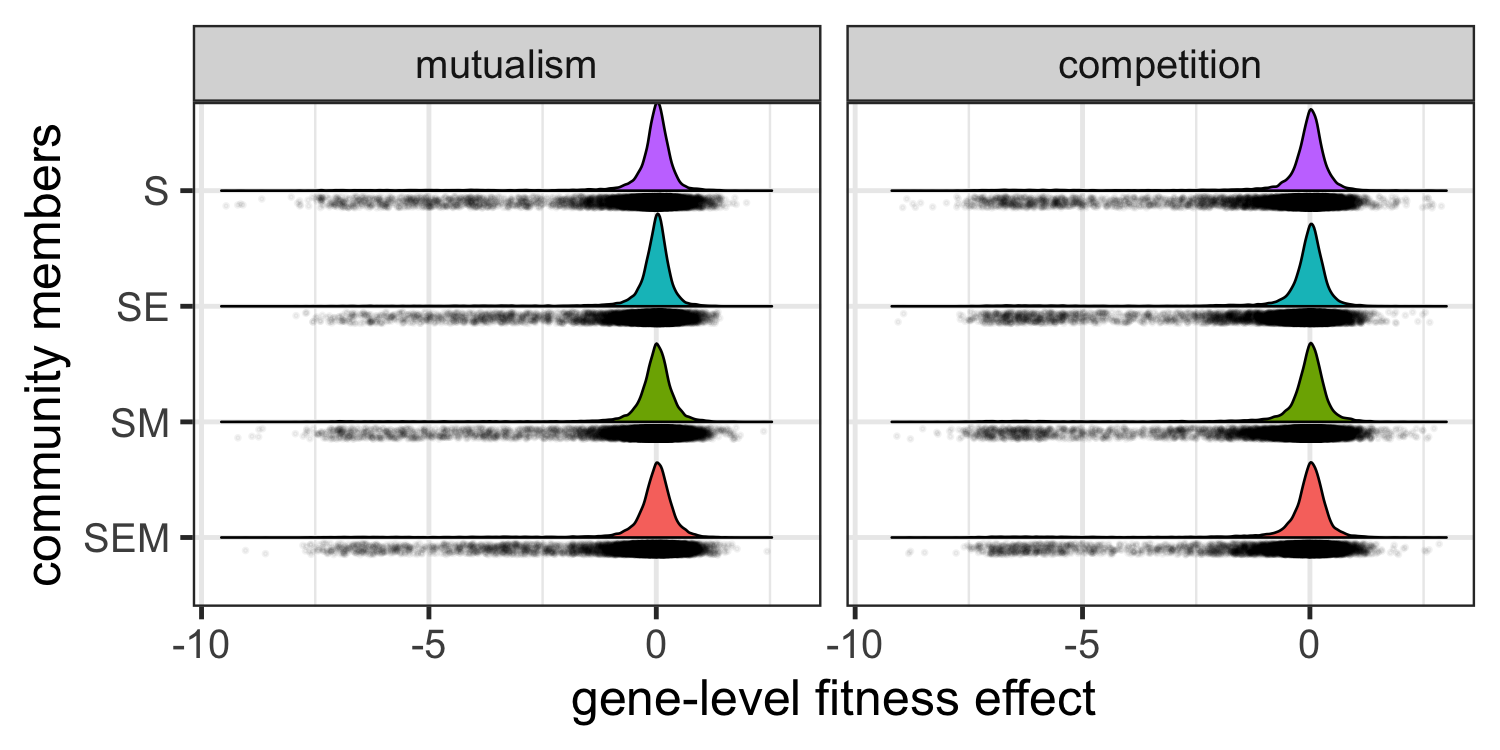 mutualism
competition
community members
S
SE
SM
SEM
-10
-5
0
-10
-5
0
gene-level fitness effect